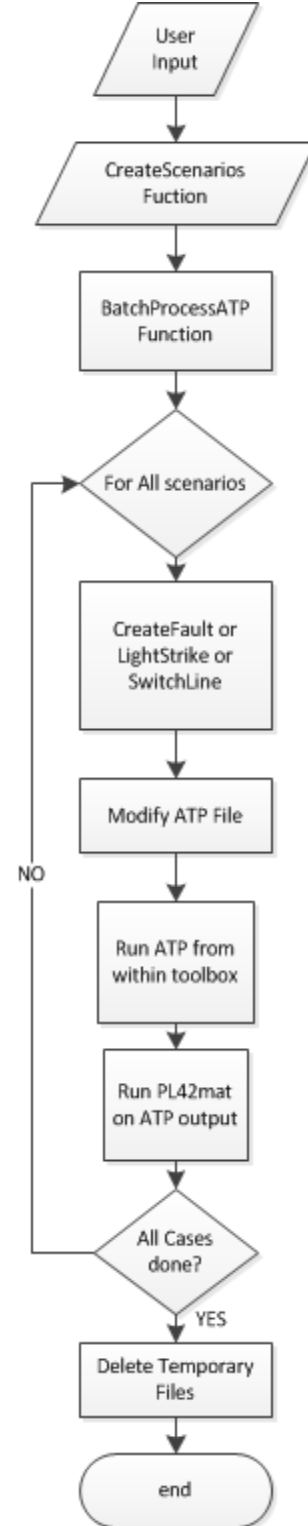 User
Input
CreateScenarios
Fuction
BatchProcessATP
Function
For All scenarios
CreateFault or
LightStrike or
SwitchLine
Modify ATP File
NO
Run ATP from
within toolbox
Run PL42mat
on ATP output
All Cases
done?
YES
Delete Temporary
Files
end